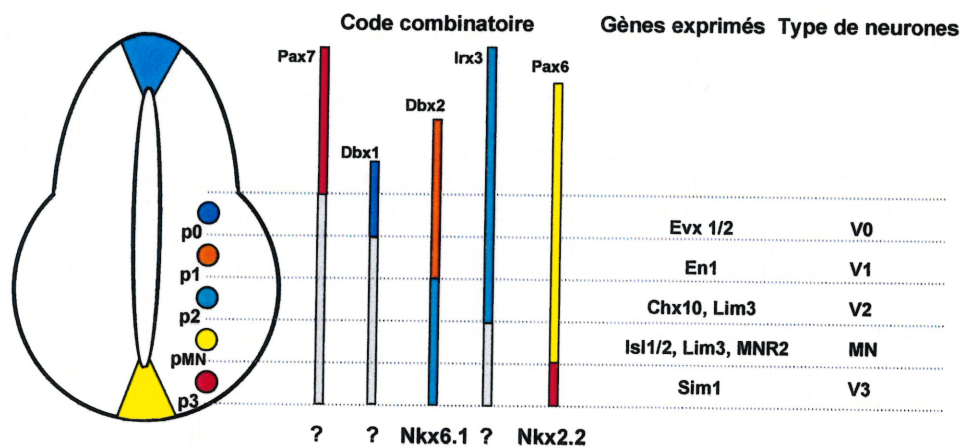 Code combinatoire
Gènes exprimés
Type de neurones
Pax7
Irx3
Pax6
Dbx2
Dbx1
p0
Evx 1/2
V0
p1
En1
V1
p2
Chx10, Lim3
V2
pMN
Isl1/2, Lim3, MNR2
MN
p3
Sim1
V3
?
?
Nkx6.1
?
Nkx2.2